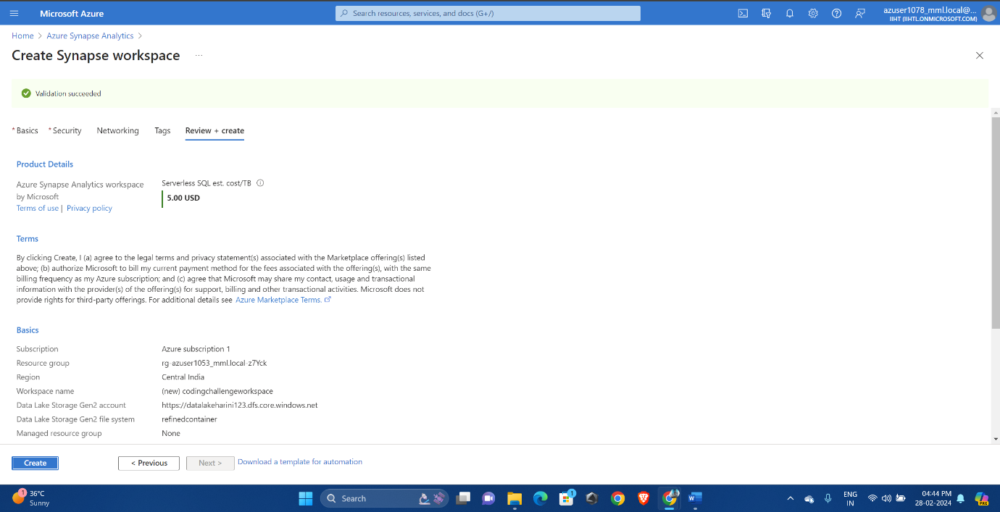 Microsoft Azure
Search resources, services, and docs (G+/)
azuser1078_mml.local@...
IIHT (IIHTL.ONMICROSOFT.COM)
Home > Azure Synapse Analytics >
Create Synapse workspace ...
Validation succeeded
* Basics * Security Networking Tags Review + create
Product Details
Azure Synapse Analytics workspace
by Microsoft
Terms of use | Privacy policy
Serverless SQL est. cost/TB
5.00 USD
Terms
By clicking Create, I (a) agree to the legal terms and privacy statement(s) associated with the Marketplace offering(s) listed
above; (b) authorize Microsoft to bill my current payment method for the fees associated with the offering(s), with the same
billing frequency as my Azure subscription; and (c) agree that Microsoft may share my contact, usage and transactional
information with the provider(s) of the offering(s) for support, billing and other transactional activities. Microsoft does not
provide rights for third-party offerings. For additional details see Azure Marketplace Terms.
Basics
Subscription Azure subscription 1
Resource group rg-azuser1053_mml.local-z7Yck
Region Central India
Workspace name (new) codingchallengeworkspace
Data Lake Storage Gen2 account https://datalakeharini123.dfs.core.windows.net
Data Lake Storage Gen2 file system refinedcontainer
Managed resource group None
Create < Previous Next > Download a template for automation
1
36°C
Sunny
Search
1
W
ENG
IN
04:44 PM
28-02-2024
PRE